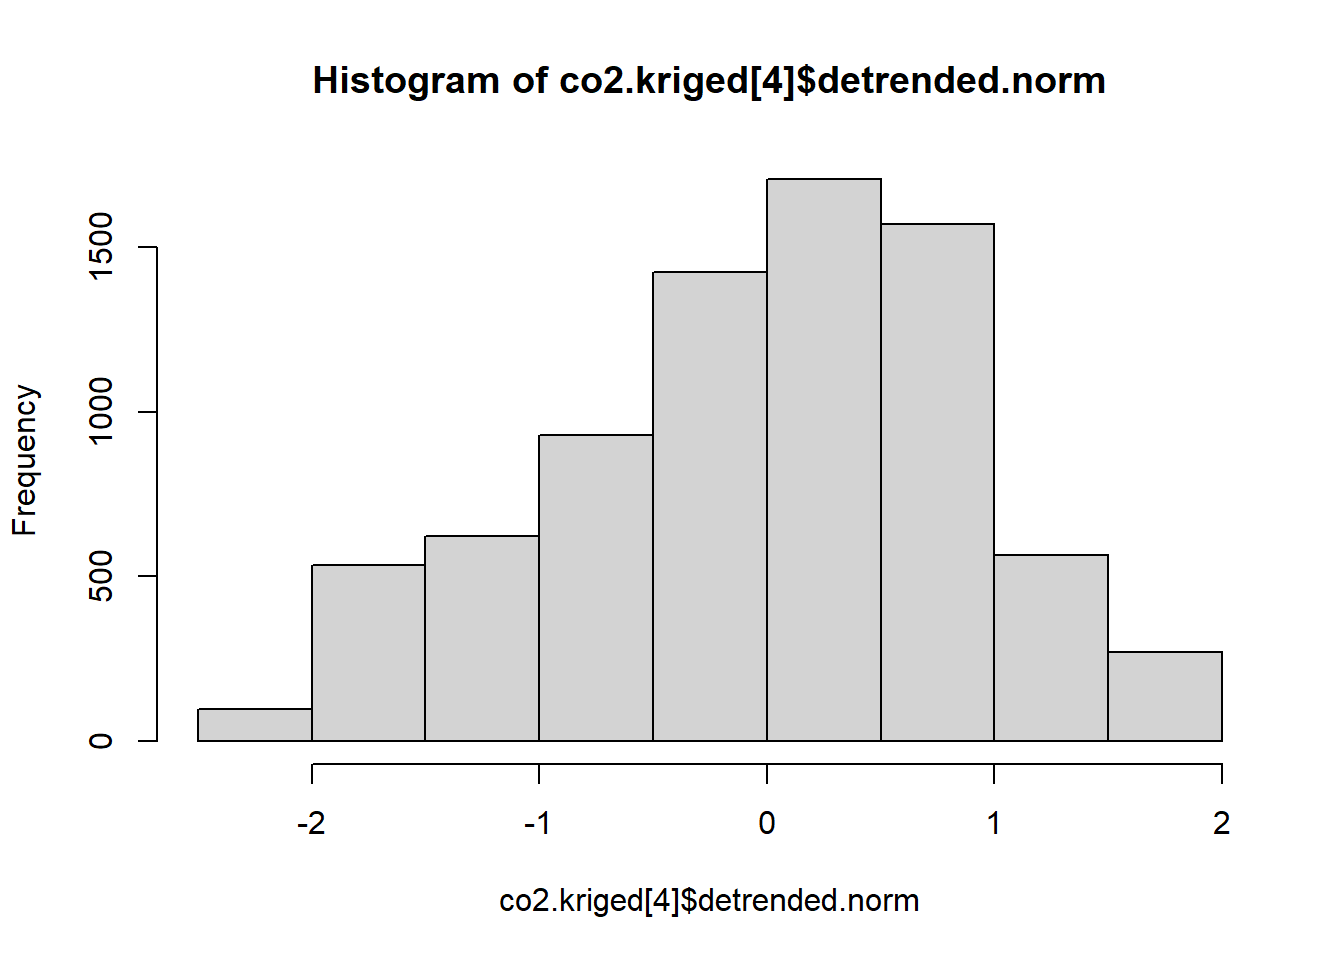 Histogram of co2.kriged[4]$detrended.norm
Frequency
1500
1000
500
0
-2 -1 0 1 2
co2.kriged[4]$detrended.norm